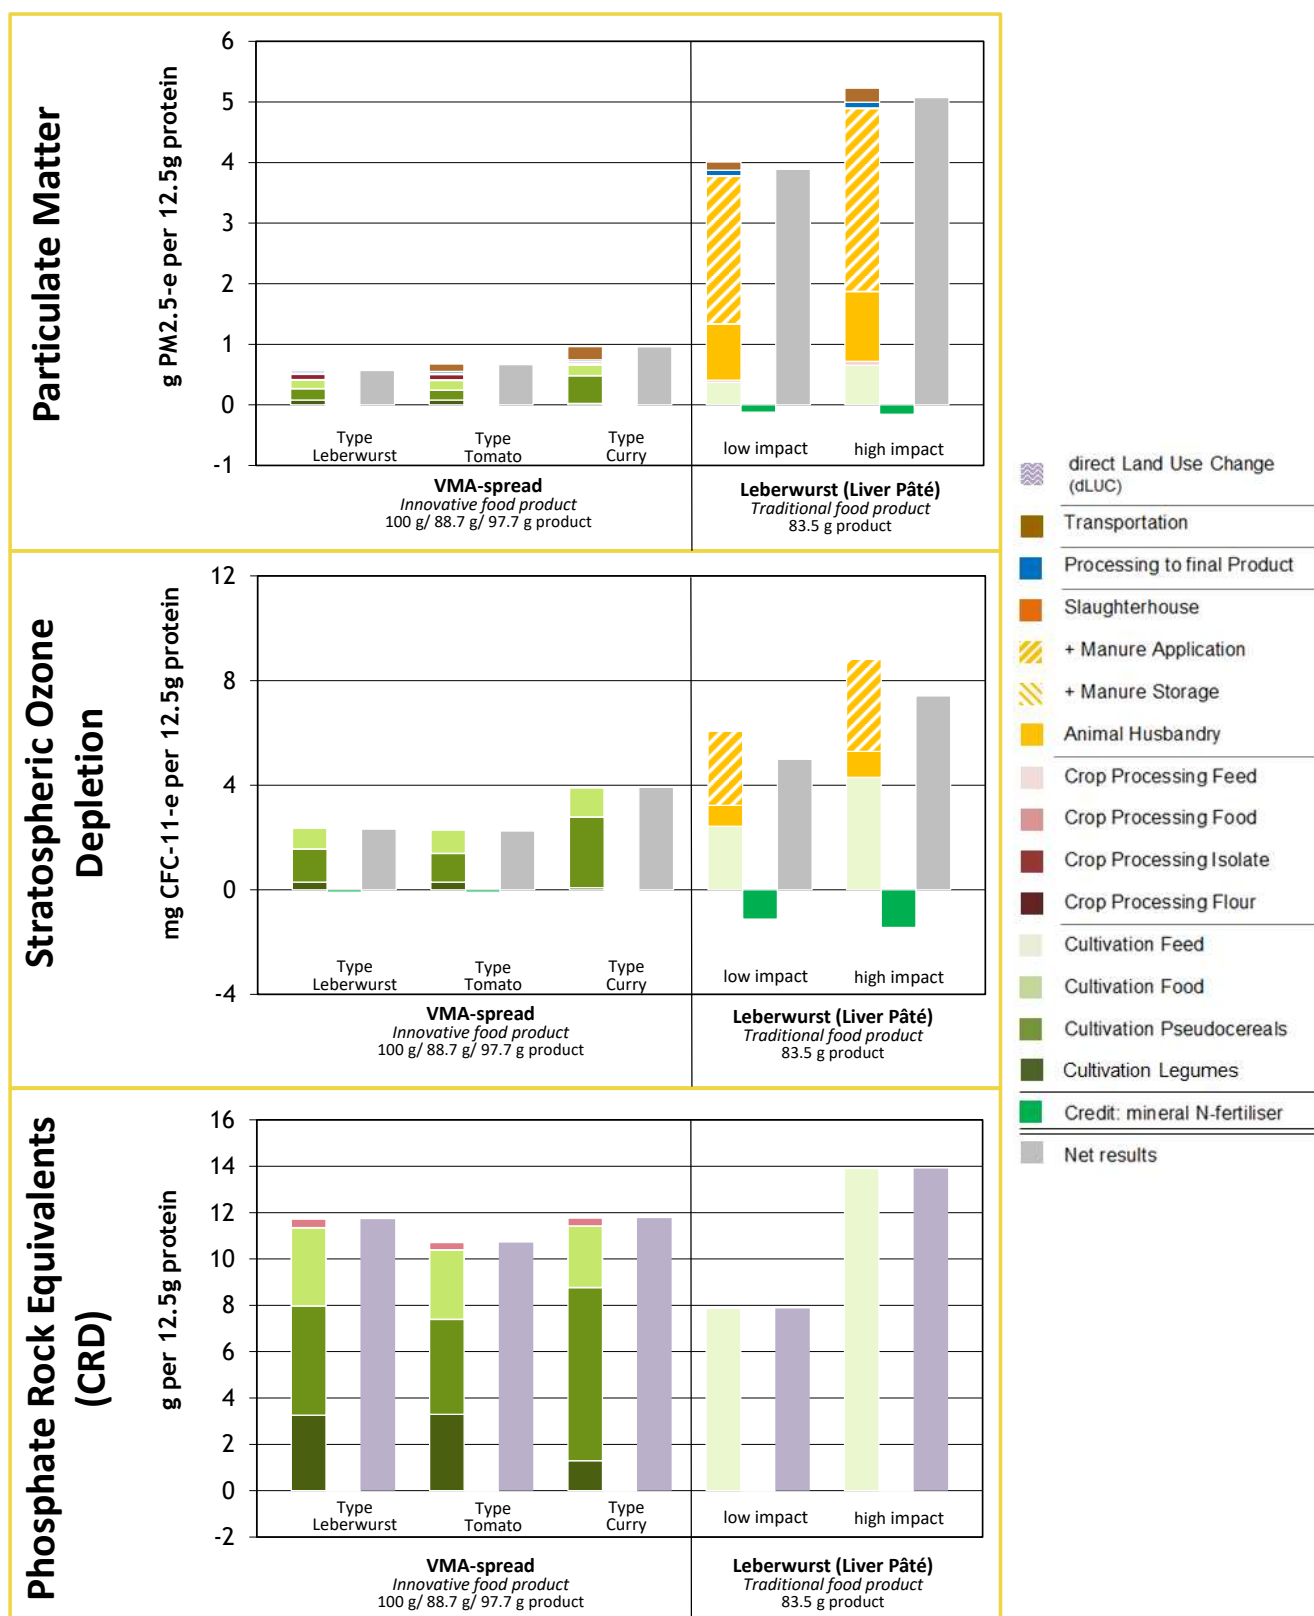 Particulate Matter
g PM2.5-e per 12.5g protein
6
5
4
3
2
1
0
-1
Type
Leberwurst
Type
Tomato
Type
Curry
low impact
high impact
VMA-spread
Innovative food product
100 g/ 88.7 g/ 97.7 g product
Leberwurst (Liver Pâté)
Traditional food product
83.5 g product
Stratospheric Ozone
Depletion
mg CFC-11-e per 12.5g protein
12
8
4
0
-4
Type
Leberwurst
Type
Tomato
Type
Curry
low impact
high impact
VMA-spread
Innovative food product
100 g/ 88.7 g/ 97.7 g product
Leberwurst (Liver Pâté)
Traditional food product
83.5 g product
Phosphate Rock Equivalents
(CRD)
g per 12.5g protein
16
14
12
10
8
6
4
2
0
-2
Type
Leberwurst
Type
Tomato
Type
Curry
low impact
high impact
VMA-spread
Innovative food product
100 g/ 88.7 g/ 97.7 g product
Leberwurst (Liver Pâté)
Traditional food product
83.5 g product
direct Land Use Change
(dLUC)
Transportation
Processing to final Product
Slaughterhouse
+ Manure Application
+ Manure Storage
Animal Husbandry
Crop Processing Feed
Crop Processing Food
Crop Processing Isolate
Crop Processing Flour
Cultivation Feed
Cultivation Food
Cultivation Pseudocereals
Cultivation Legumes
Credit: mineral N-fertiliser
Net results